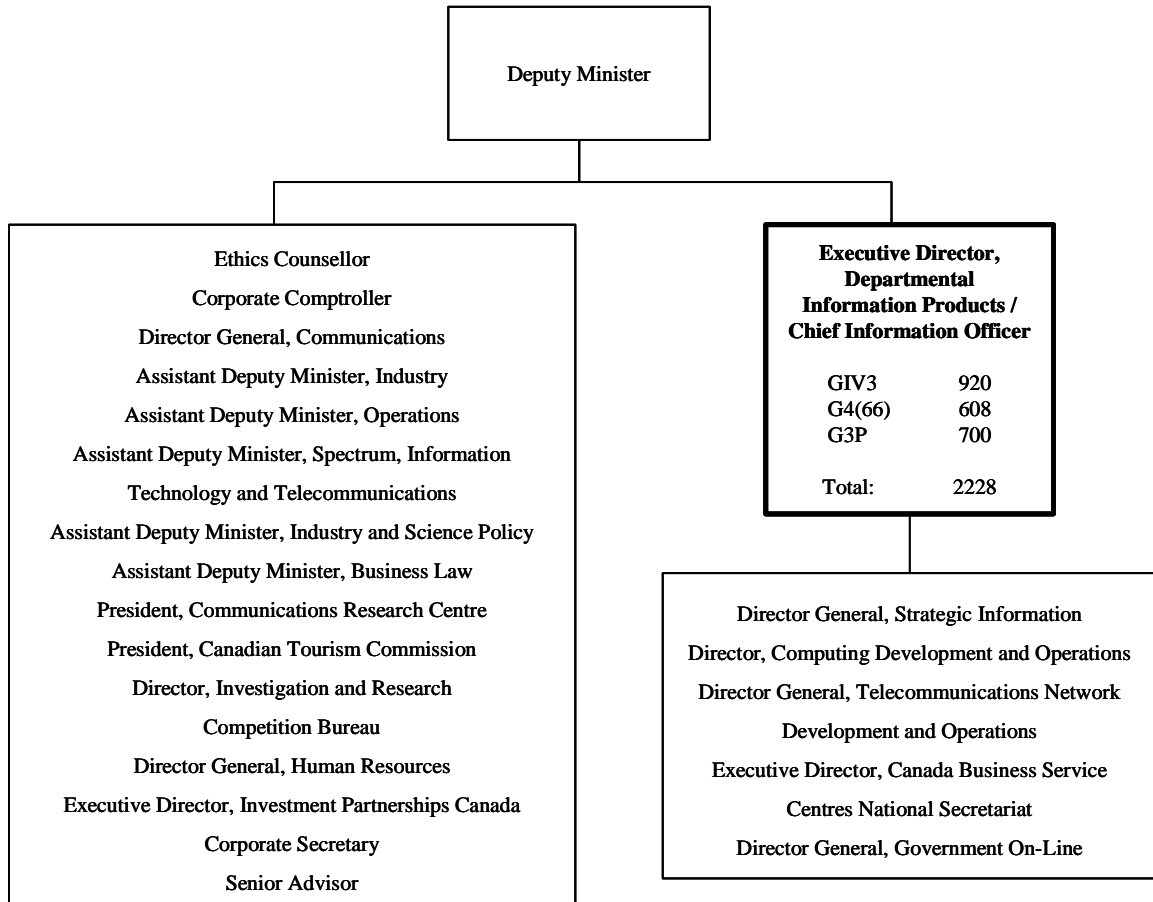 Deputy Minister
Ethics Counsellor
Corporate Comptroller
Director General, Communications
Assistant Deputy Minister, Industry
Assistant Deputy Minister, Operations
Assistant Deputy Minister, Spectrum, Information
Technology and Telecommunications
Assistant Deputy Minister, Industry and Science Policy
Assistant Deputy Minister, Business Law
President, Communications Research Centre
President, Canadian Tourism Commission
Director, Investigation and Research
Competition Bureau
Director General, Human Resources
Executive Director, Investment Partnerships Canada
Corporate Secretary
Senior Advisor
Executive Director,
Departmental
Information Products /
Chief Information Officer
GIV3 920
G4(66) 608
G3P 700
Total: 2228
Director General, Strategic Information
Director, Computing Development and Operations
Director General, Telecommunications Network
Development and Operations
Executive Director, Canada Business Service
Centres National Secretariat
Director General, Government On-Line